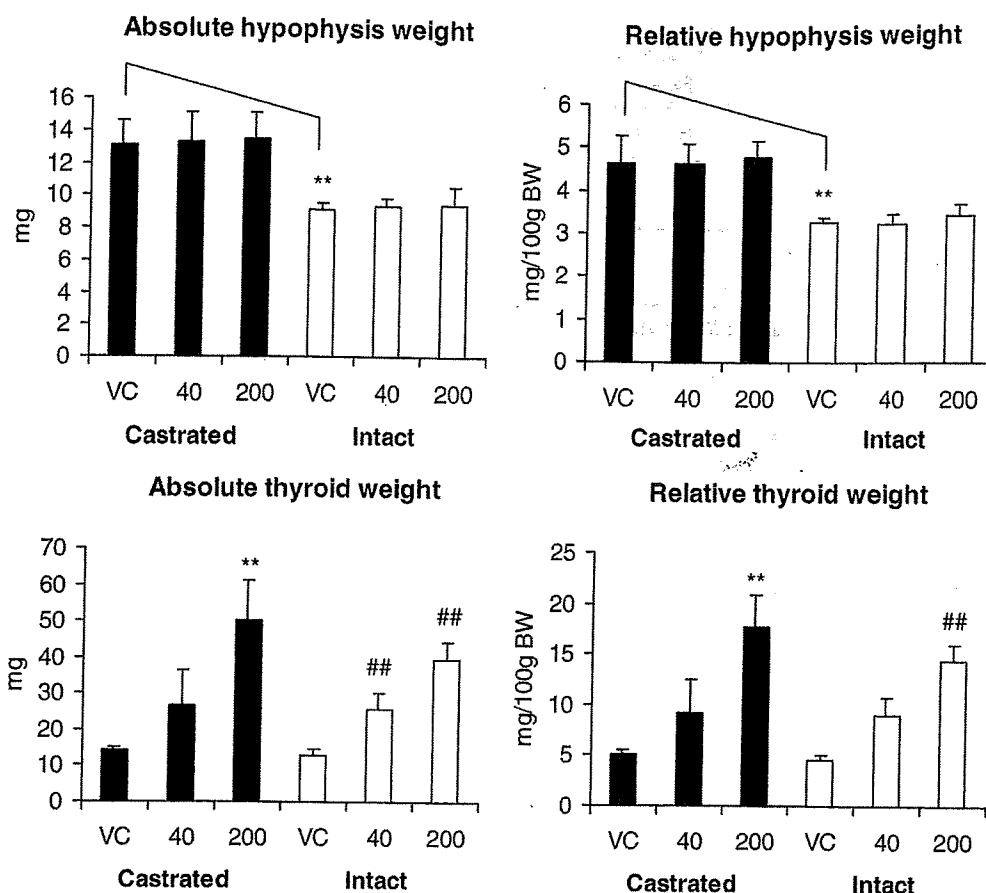 Absolute hypophysis weight
16
14
12
10
8
6
4
2
0
mg
**
VC 40 200 VC 40 200
Castrated Intact
Relative hypophysis weight
6
5
4
3
2
1
0
mg/100g BW
**
VC 40 200 VC 40 200
Castrated Intact
Absolute thyroid weight
70
60
50
40
30
20
10
0
mg
**
##
##
VC 40 200 VC 40 200
Castrated Intact
Relative thyroid weight
25
20
15
10
5
0
mg/100g BW
**
##
VC 40 200 VC 40 200
Castrated Intact